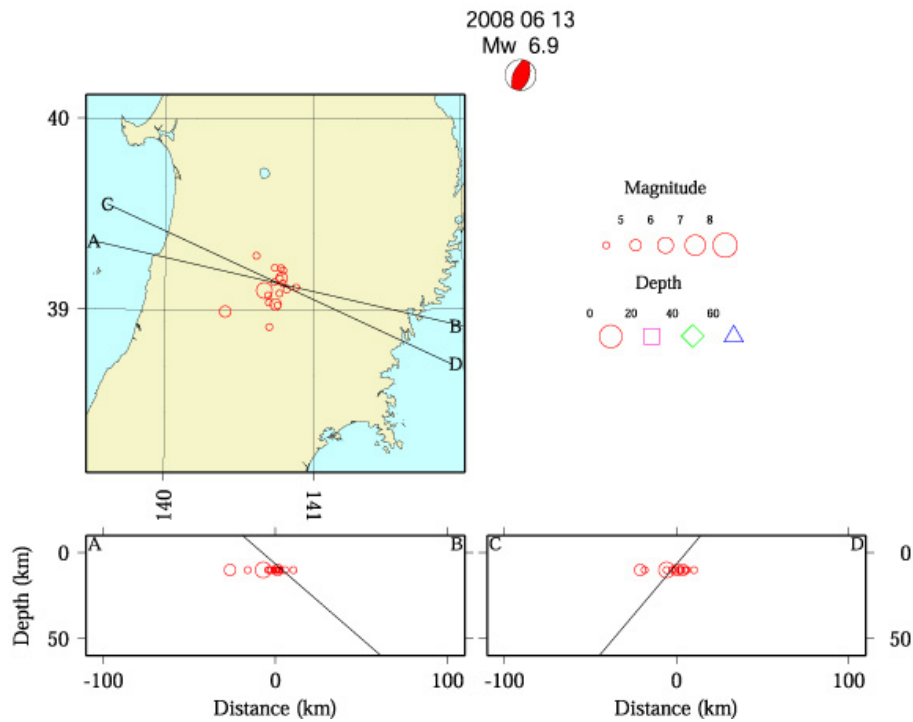 2008 06 13
Mw 6.9
40
39
140
141
C
A
B
D
Magnitude
5 6 7 8
Depth
0 20 40 60
A B
C D
0
50
Depth (km)
0
50
-100 0 100
-100 0 100
Distance (km)
Distance (km)